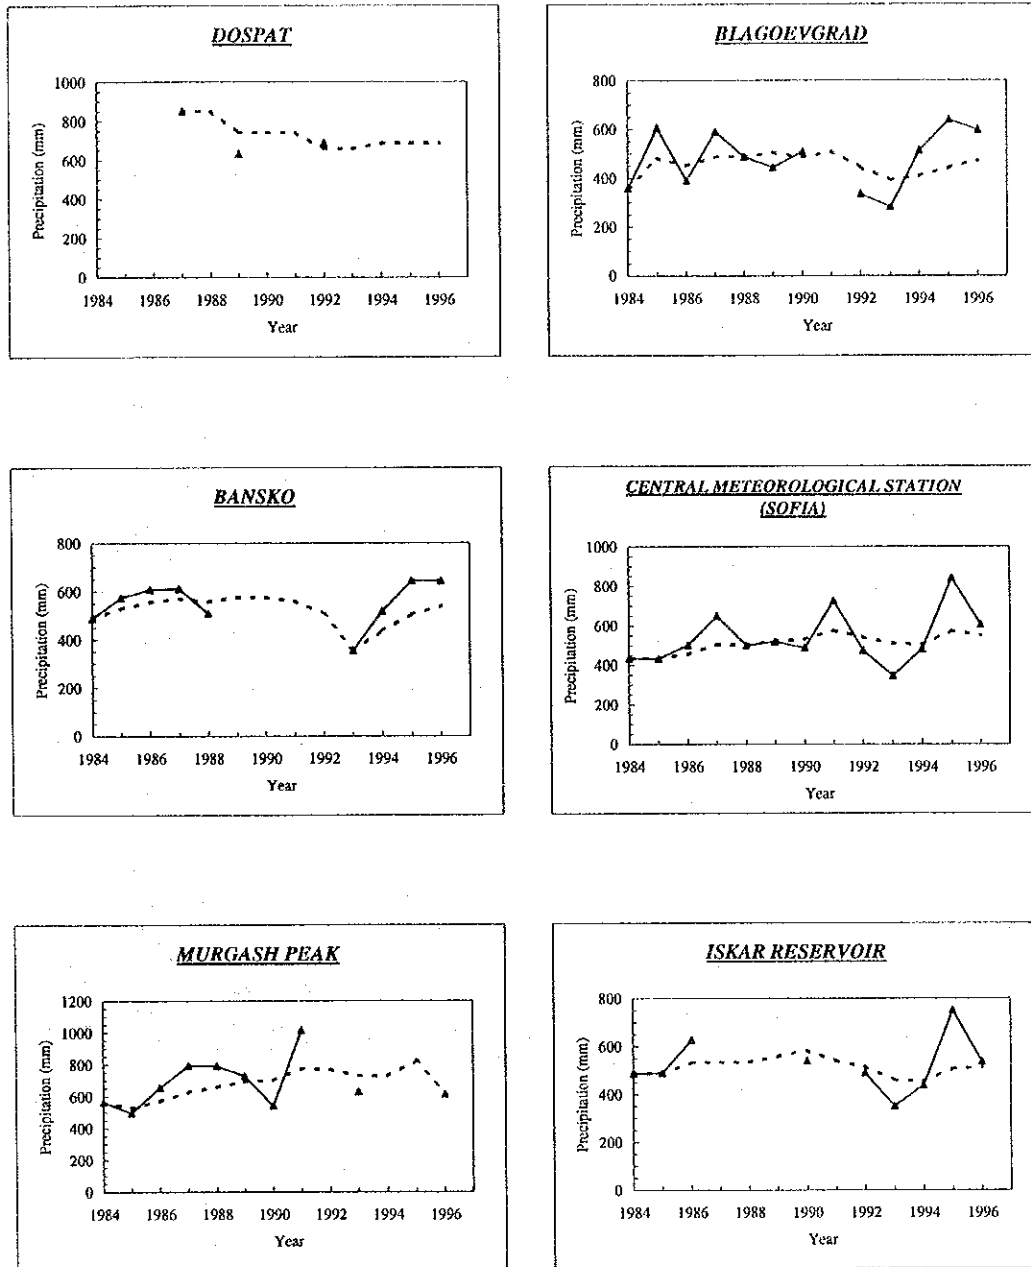 DOSPAT
Precipitation (mm)
1000
800
600
400
200
0
1984 1986 1988 1990 1992 1994 1996
Year
BLAGOEVGRAD
Precipitation (mm)
800
600
400
200
0
1984 1986 1988 1990 1992 1994 1996
Year
BANSKO
Precipitation (mm)
800
600
400
200
0
1984 1986 1988 1990 1992 1994 1996
Year
CENTRAL METEOROLOGICAL STATION
(SOFIA)
Precipitation (mm)
1000
800
600
400
200
0
1984 1986 1988 1990 1992 1994 1996
Year
MURGASH PEAK
Precipitation (mm)
1200
1000
800
600
400
200
0
1984 1986 1988 1990 1992 1994 1996
Year
ISKAR RESERVOIR
Precipitation (mm)
800
600
400
200
0
1984 1986 1988 1990 1992 1994 1996
Year